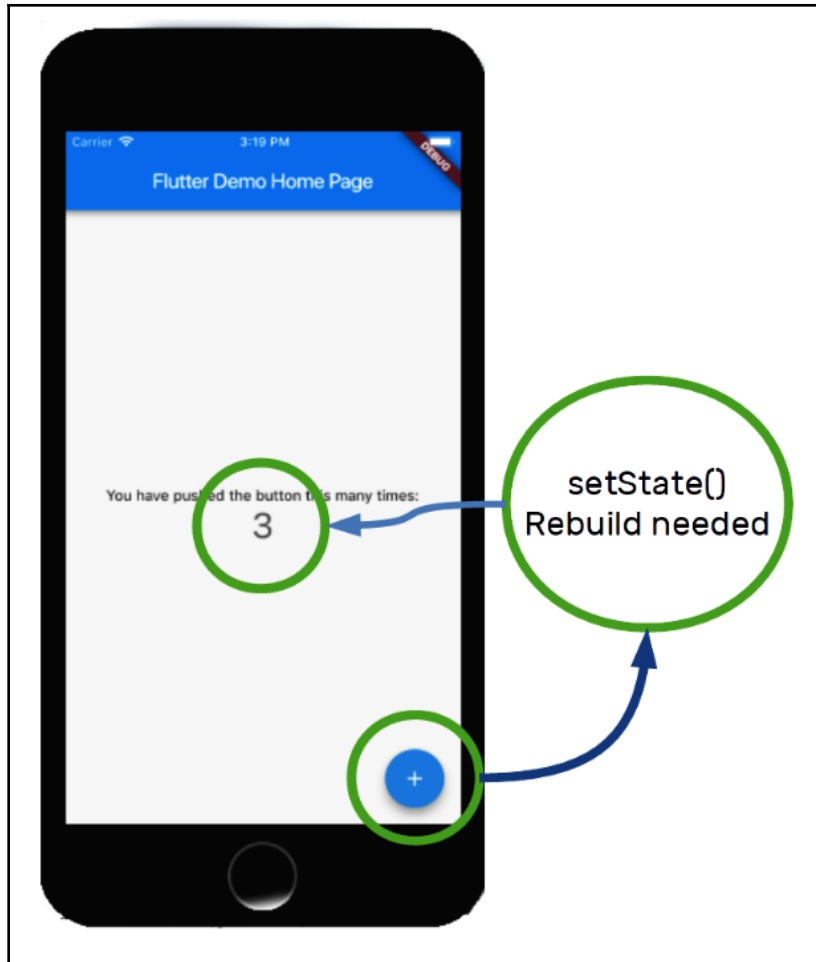 Carrier 3:19 PM
DEBUG
Flutter Demo Home Page
You have pushed the button this many times:
3
setState()
Rebuild needed
+